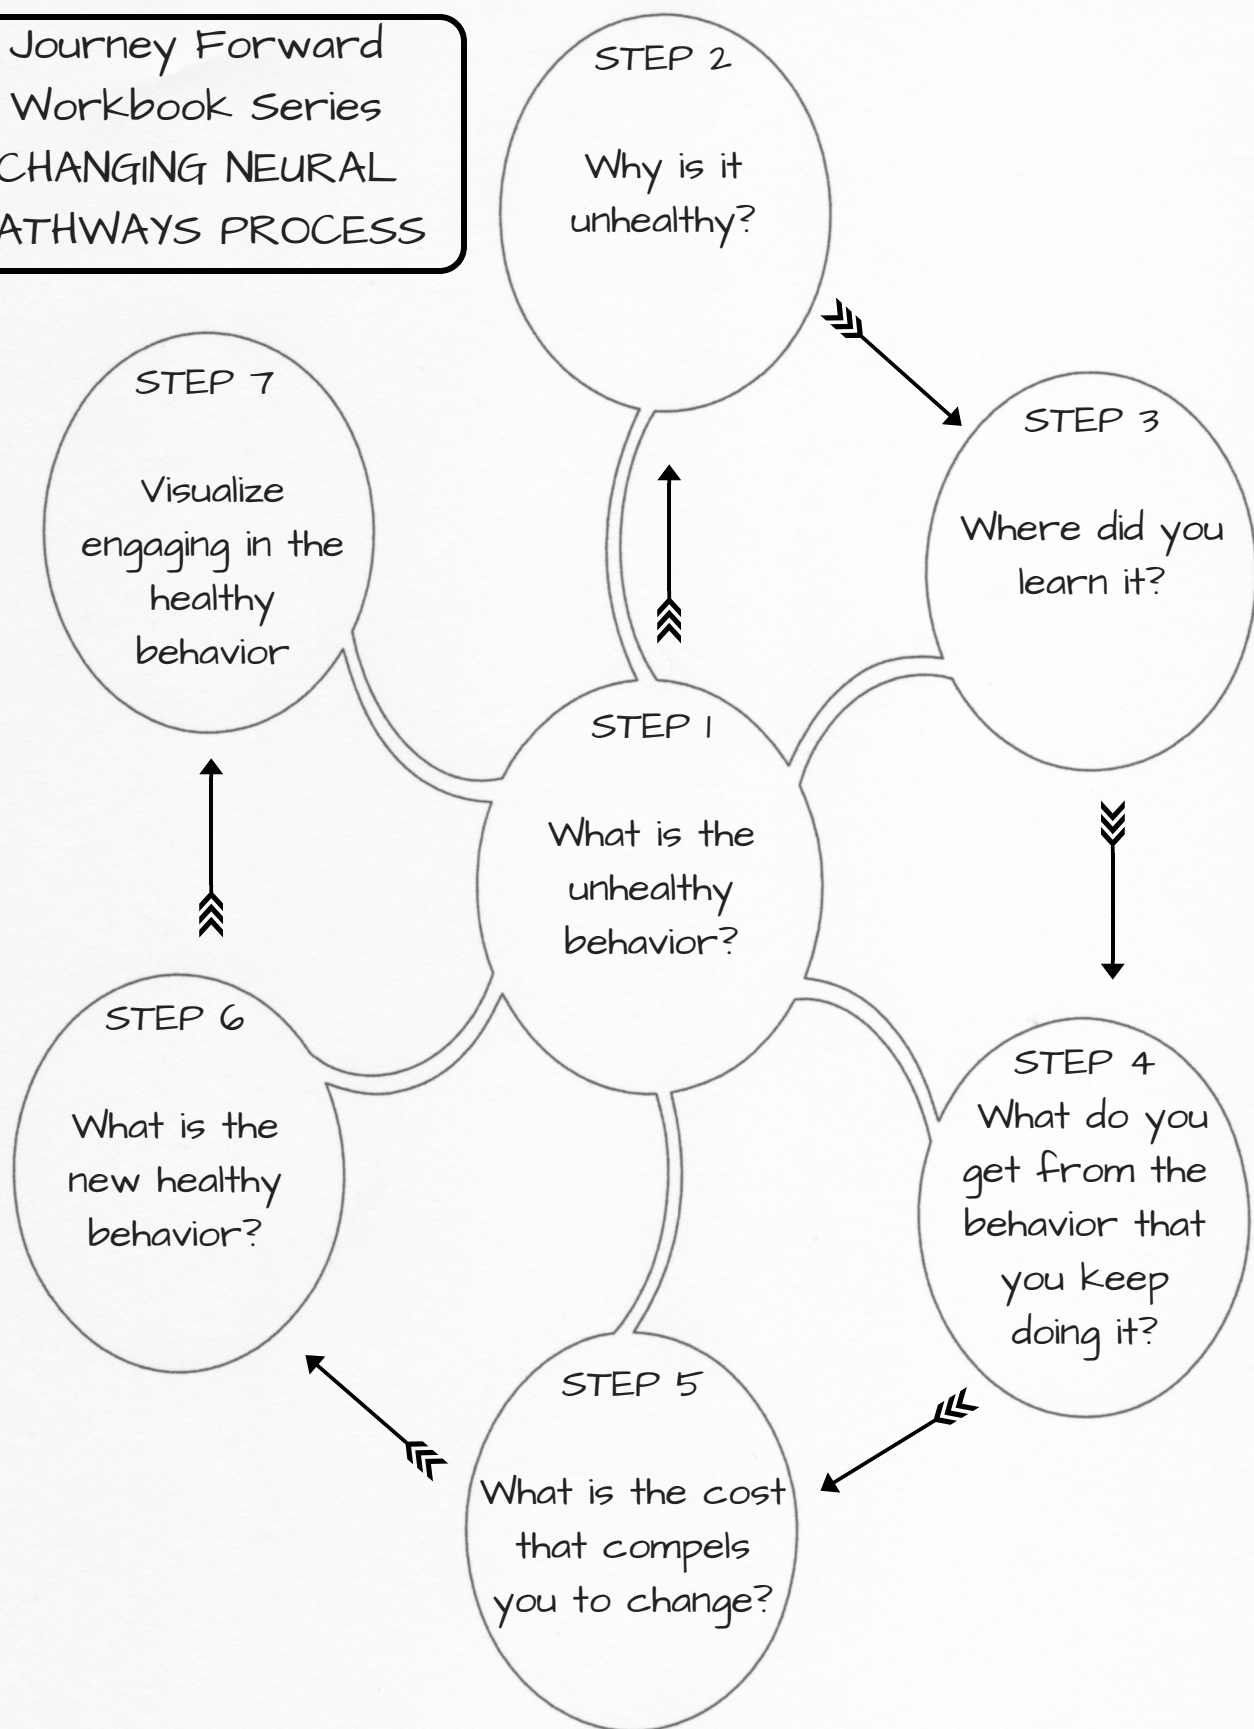 Journey Forward
Workbook Series
CHANGING NEURAL
ATHWAYS PROCESS
STEP 1
What is the
unhealthy
behavior?
STEP 2
Why is it
unhealthy?
STEP 3
Where did you
learn it?
STEP 4
What do you
get from the
behavior that
you keep
doing it?
STEP 5
What is the cost
that compels
you to change?
STEP 6
What is the
new healthy
behavior?
STEP 7
Visualize
engaging in the
healthy
behavior